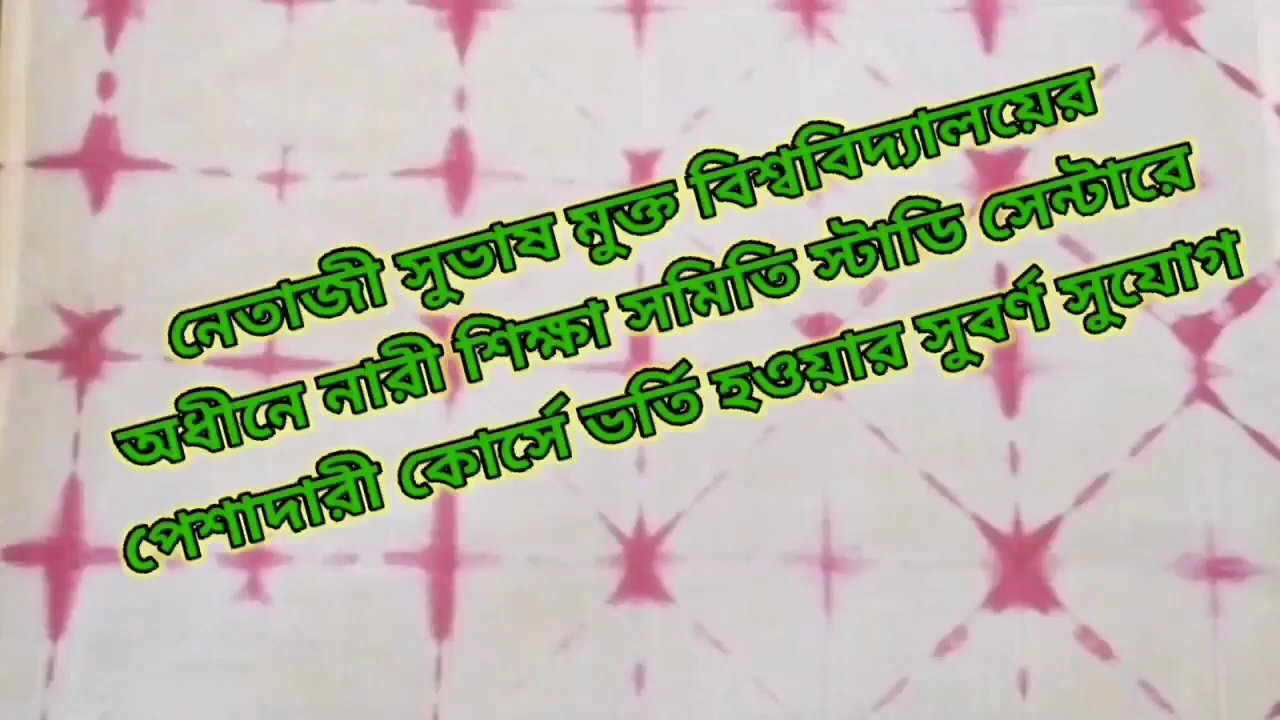 নেতাজী সুভাষ মুক্ত বিশ্ববিদ্যালয়ের
অধীনে নারী শিক্ষা সমিতি স্টাডি সেন্টারে
পেশাদারী কোর্সে ভর্তি হওয়ার সুবর্ণ সুযোগ